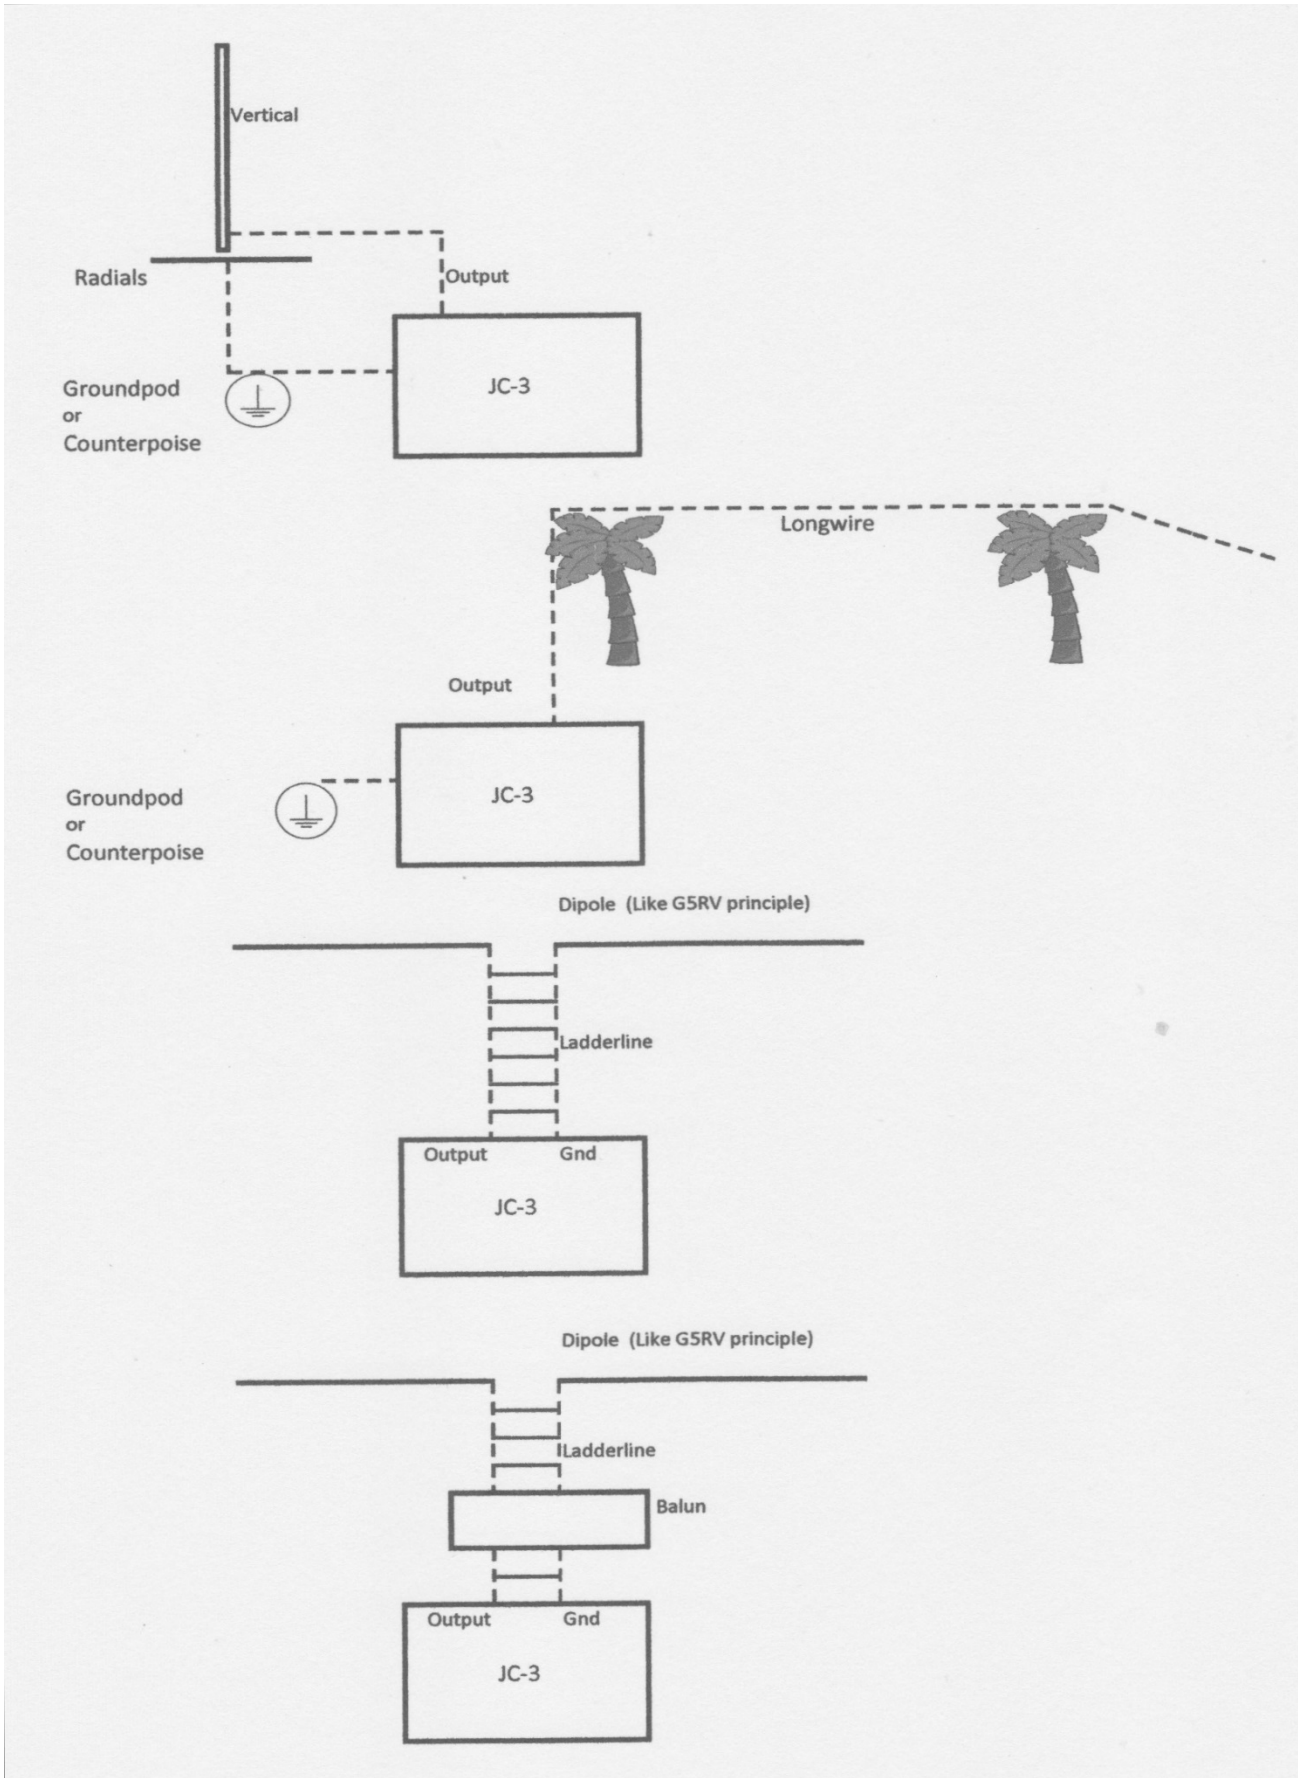 Vertical
Radials
Output
Groundpod
or
Counterpoise
JC-3
Longwire
Output
Groundpod
or
Counterpoise
JC-3
Dipole (Like G5RV principle)
Ladderline
Output Gnd
JC-3
Dipole (Like G5RV principle)
Ladderline
Balun
Output Gnd
JC-3